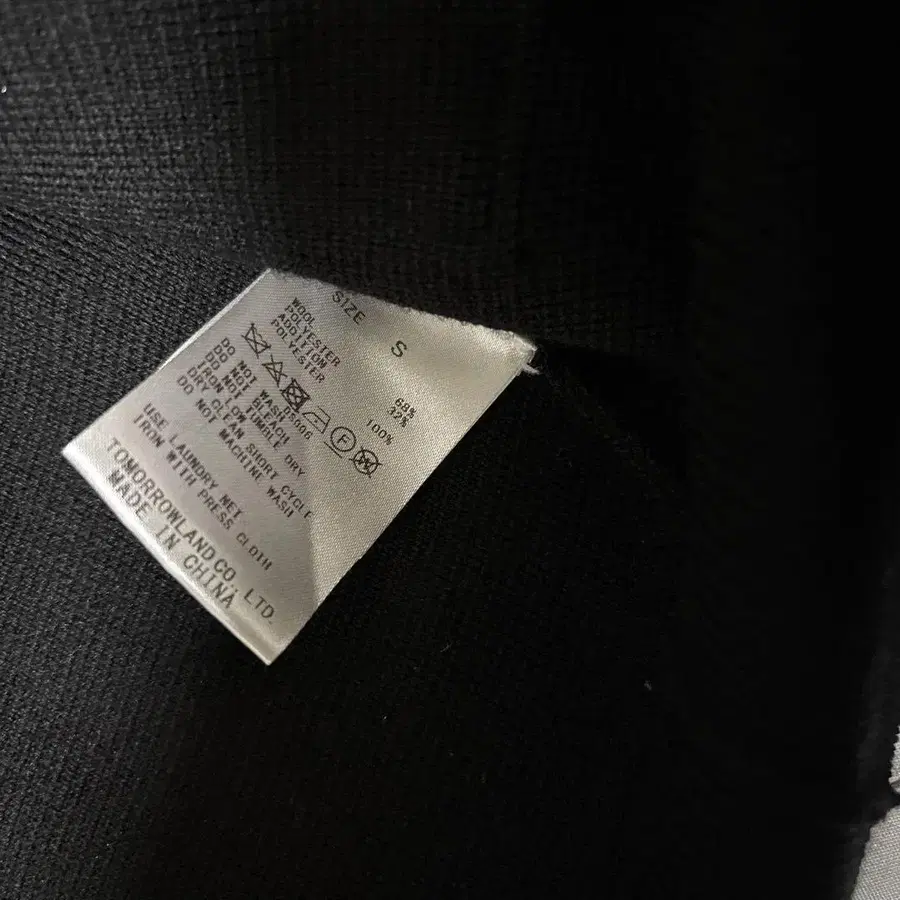 SIZE S
WOOL 68%
POLYESTER 32%
ADDITION
POLYESTER 100%
D5006
DO NOT WASH
DO NOT BLEACH
DO NOT TUMBLE DRY
IRON LOW
DRY CLEAN SHORT CYCLE
DO NOT MACHINE WASH
USE LAUNDRY NET.
IRON WITH PRESS CLOTH
TOMORROWLAND CO., LTD.
MADE IN CHINA